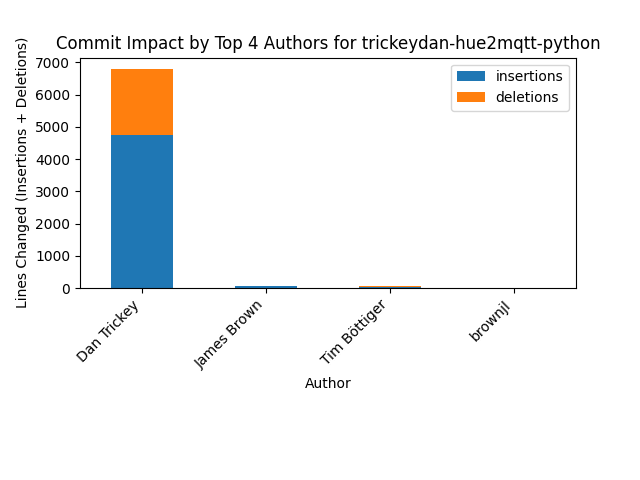 Commit Impact by Top 4 Authors for trickeydan-hue2mqtt-python
Lines Changed (Insertions + Deletions)
7000
6000
5000
4000
3000
2000
1000
0
insertions
deletions
Dan Trickey
James Brown
Tim Böttiger
brownjl
Author